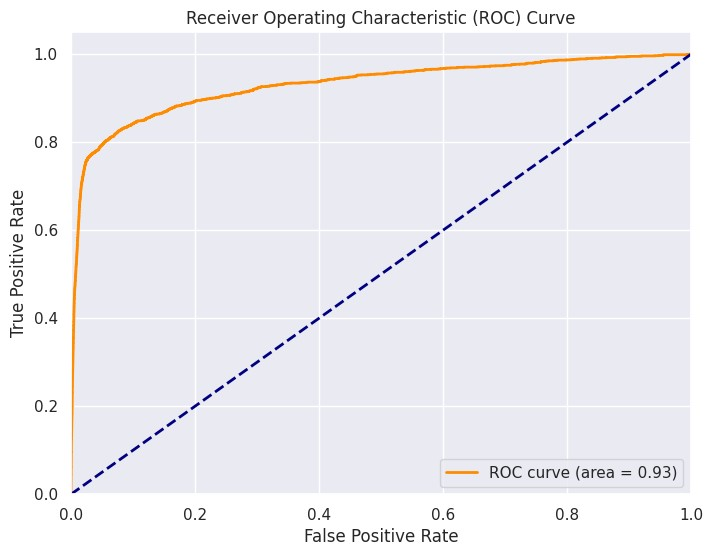 Receiver Operating Characteristic (ROC) Curve
1.0
0.8
0.6
0.4
0.2
0.0
True Positive Rate
ROC curve (area = 0.93)
0.0 0.2 0.4 0.6 0.8 1.0
False Positive Rate